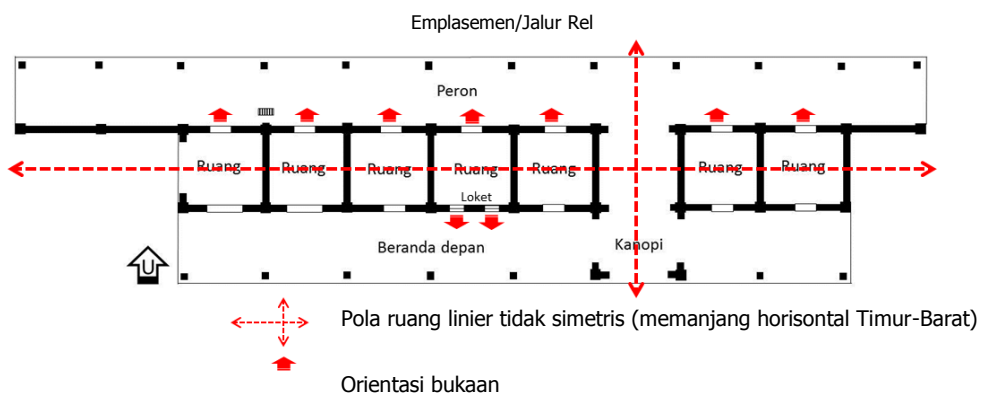 Emplasemen/Jalur Rel
Peron
Ruang Ruang Ruang Ruang Ruang Ruang Ruang
Loket
Beranda depan Kanopi
U
Pola ruang linier tidak simetris (memanjang horisontal Timur-Barat)
Orientasi bukaan